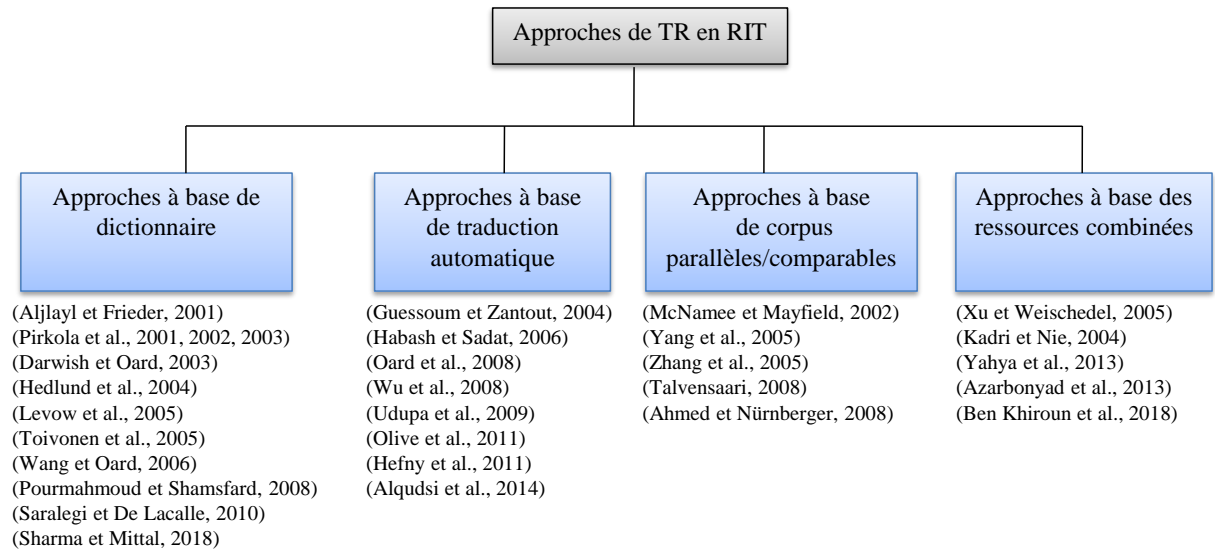 Approches de TR en RIT
Approches à base de
dictionnaire
(Aljlayl et Frieder, 2001)
(Pirkola et al., 2001, 2002, 2003)
(Darwish et Oard, 2003)
(Hedlund et al., 2004)
(Levow et al., 2005)
(Toivonen et al., 2005)
(Wang et Oard, 2006)
(Pourmahmoud et Shamsfard, 2008)
(Saralegi et De Lacalle, 2010)
(Sharma et Mittal, 2018)
Approches à base
de traduction
automatique
(Guessoum et Zantout, 2004)
(Habash et Sadat, 2006)
(Oard et al., 2008)
(Wu et al., 2008)
(Udupa et al., 2009)
(Olive et al., 2011)
(Hefny et al., 2011)
(Alqudsi et al., 2014)
Approches à base
de corpus
parallèles/comparables
(McNamee et Mayfield, 2002)
(Yang et al., 2005)
(Zhang et al., 2005)
(Talvensaari, 2008)
(Ahmed et Nürnberger, 2008)
Approches à base des
ressources combinées
(Xu et Weischedel, 2005)
(Kadri et Nie, 2004)
(Yahya et al., 2013)
(Azarbonyad et al., 2013)
(Ben Khiroun et al., 2018)